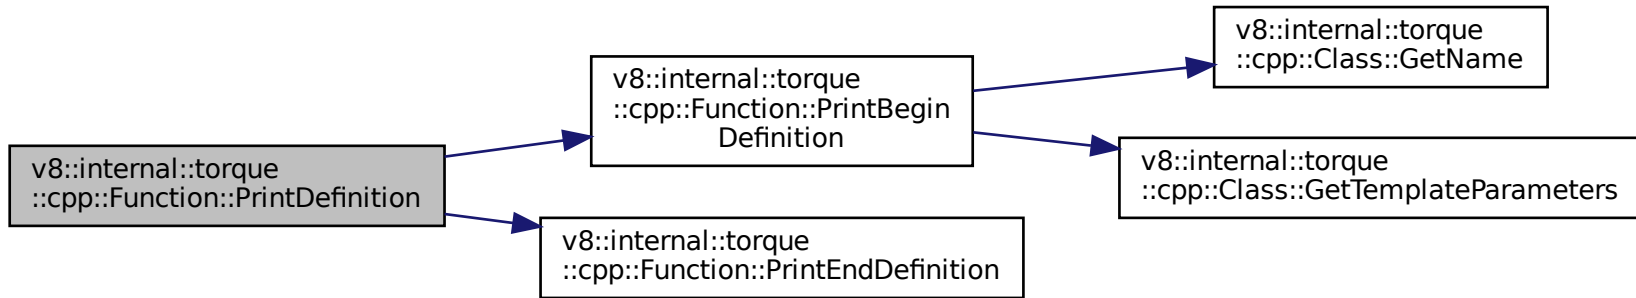 v8::internal::torque
::cpp::Function::PrintDefinition
v8::internal::torque
::cpp::Function::PrintBegin
Definition
v8::internal::torque
::cpp::Class::GetName
v8::internal::torque
::cpp::Class::GetTemplateParameters
v8::internal::torque
::cpp::Function::PrintEndDefinition